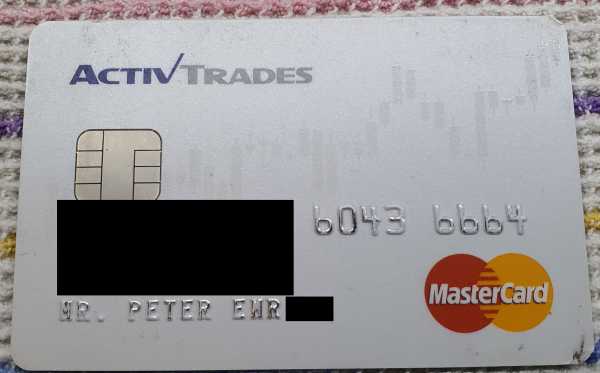 ACTIVTRADES
6043 6664
MR. PETER EWR
MasterCard